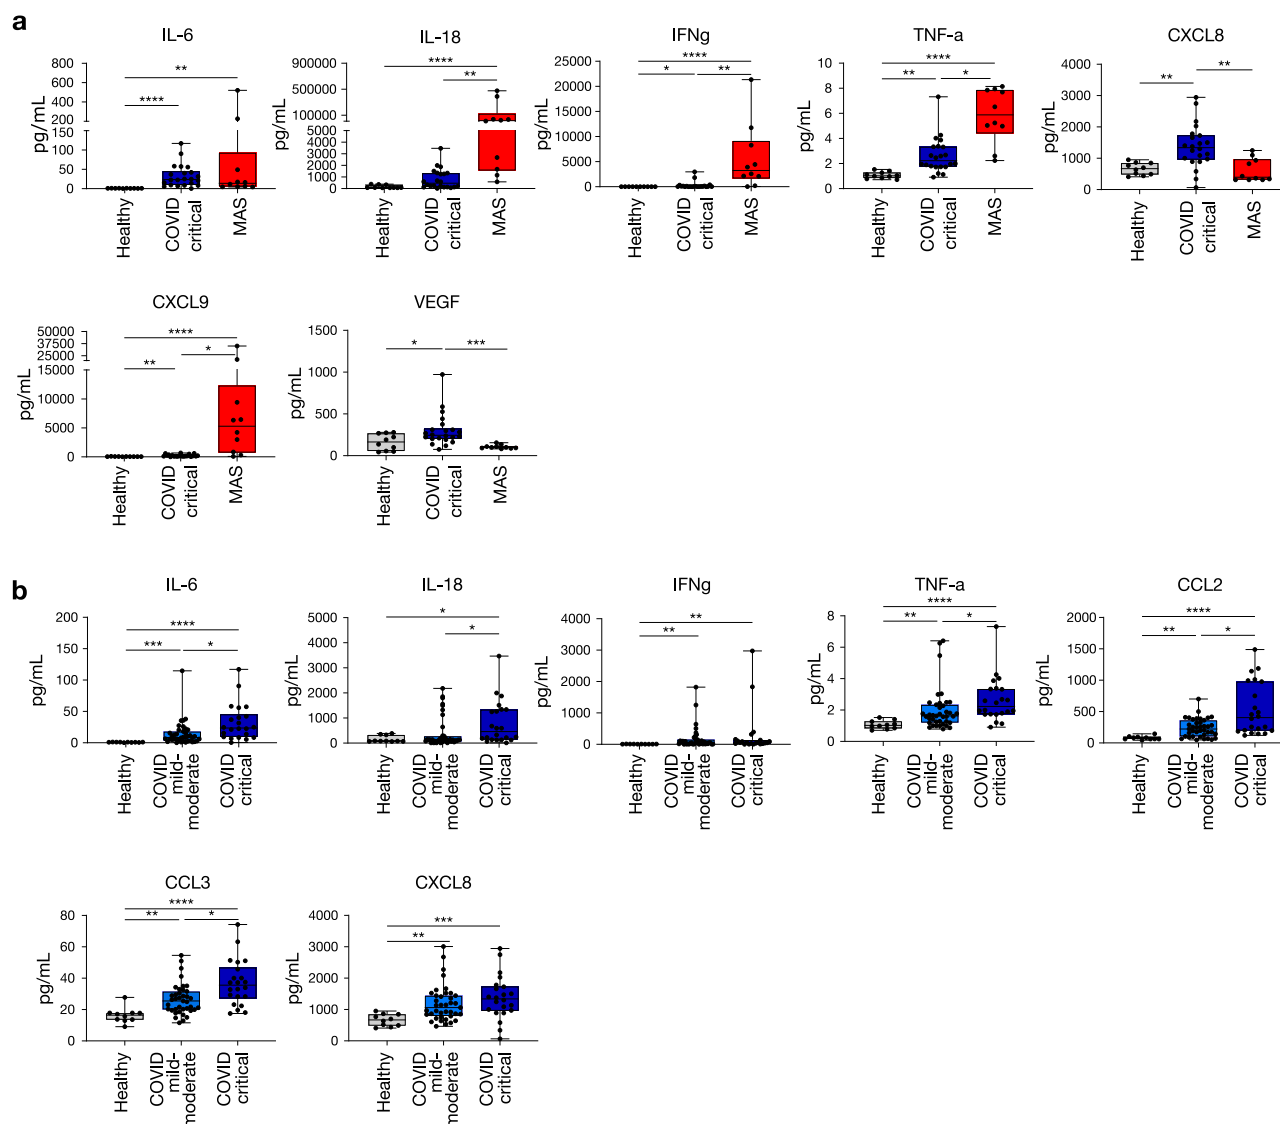 a
IL-6
pg/mL
800
600
400
200
150
100
50
0
**
****
Healthy
COVID critical
MAS
IL-18
pg/mL
900000
500000
100000
6000
5000
4000
3000
2000
1000
0
****
**
Healthy
COVID critical
MAS
IFNg
pg/mL
25000
20000
15000
10000
5000
0
****
* **
Healthy
COVID critical
MAS
TNF-a
pg/mL
10
8
6
4
2
0
****
** *
Healthy
COVID critical
MAS
CXCL8
pg/mL
4000
3000
2000
1000
0
** **
Healthy
COVID critical
MAS
CXCL9
pg/mL
50000
37500
25000
15000
10000
5000
0
****
** *
Healthy
COVID critical
MAS
VEGF
pg/mL
1500
1000
500
0
* ***
Healthy
COVID critical
MAS
b
IL-6
pg/mL
200
150
100
50
0
****
*** *
Healthy
COVID mild-moderate
COVID critical
IL-18
pg/mL
5000
4000
3000
2000
1000
0
*
*
Healthy
COVID mild-moderate
COVID critical
IFNg
pg/mL
4000
3000
2000
1000
0
**
**
Healthy
COVID mild-moderate
COVID critical
TNF-a
pg/mL
8
6
4
2
0
****
** *
Healthy
COVID mild-moderate
COVID critical
CCL2
pg/mL
2000
1500
1000
500
0
****
** *
Healthy
COVID mild-moderate
COVID critical
CCL3
pg/mL
80
60
40
20
0
****
** *
Healthy
COVID mild-moderate
COVID critical
CXCL8
pg/mL
4000
3000
2000
1000
0
***
**
Healthy
COVID mild-moderate
COVID critical